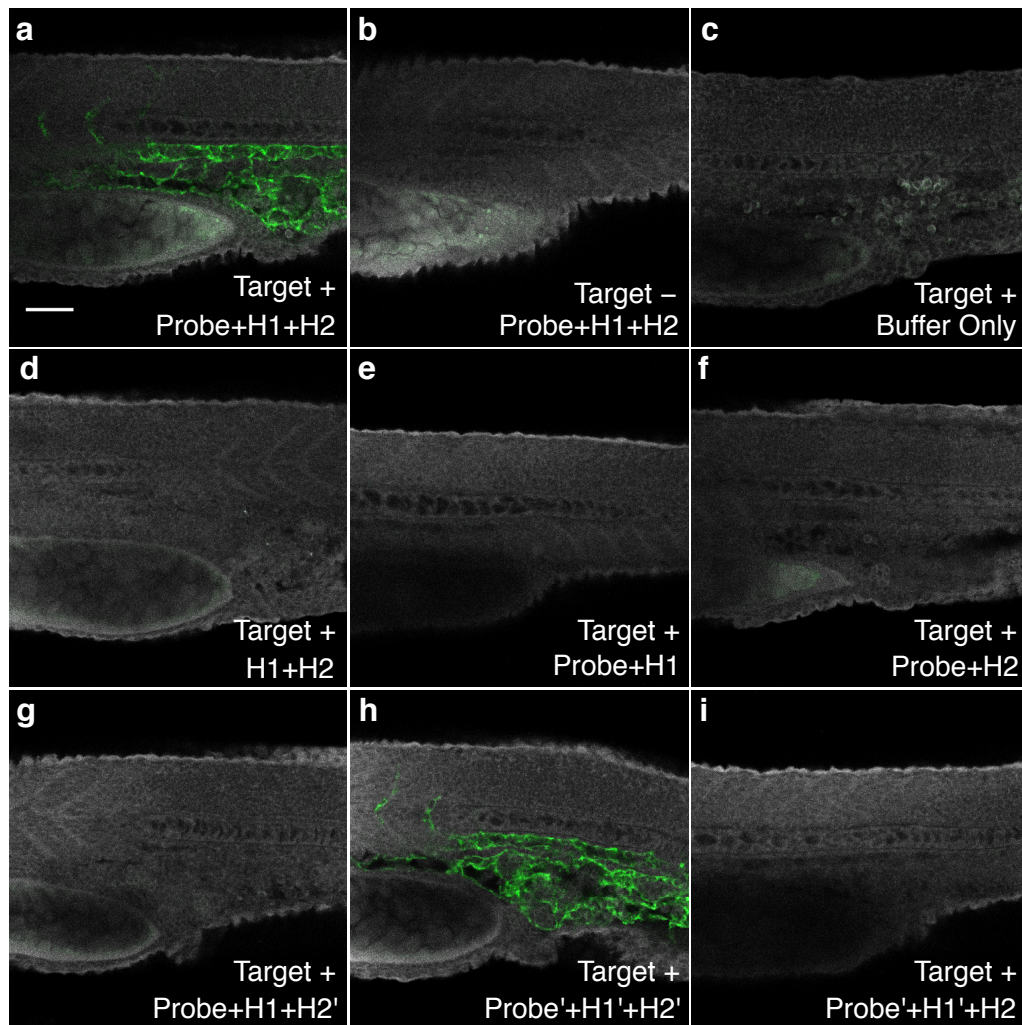 a
Target +
Probe+H1+H2
b
Target −
Probe+H1+H2
c
Target +
Buffer Only
d
Target +
H1+H2
e
Target +
Probe+H1
f
Target +
Probe+H2
g
Target +
Probe+H1+H2'
h
Target +
Probe'+H1'+H2'
i
Target +
Probe'+H1'+H2